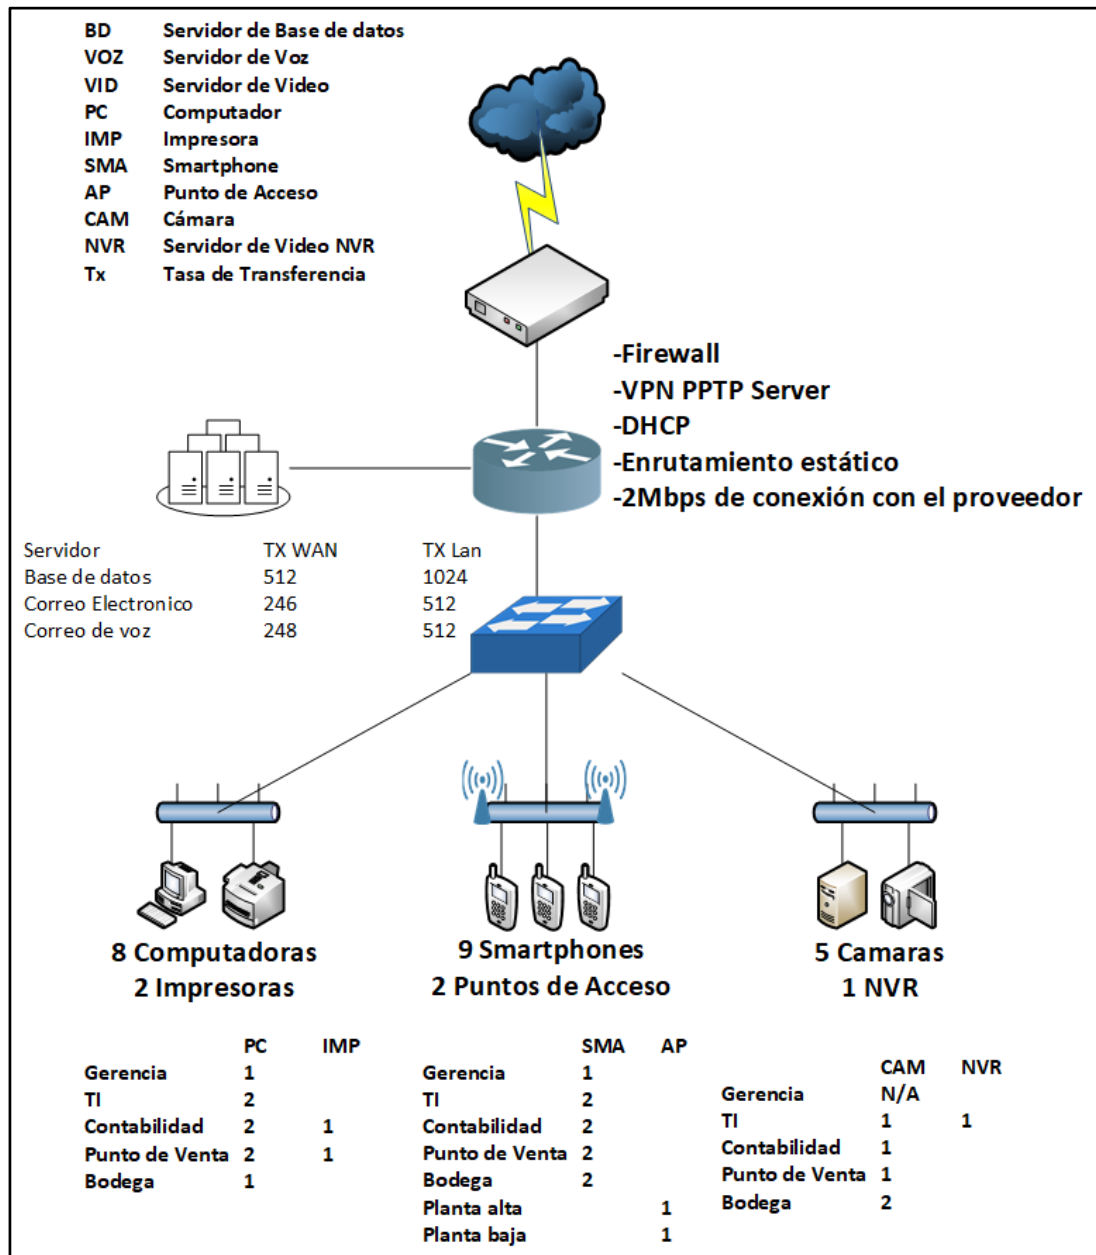 BD Servidor de Base de datos
VOZ Servidor de Voz
VID Servidor de Video
PC Computador
IMP Impresora
SMA Smartphone
AP Punto de Acceso
CAM Cámara
NVR Servidor de Video NVR
Tx Tasa de Transferencia
-Firewall
-VPN PPTP Server
-DHCP
-Enrutamiento estático
-2Mbps de conexión con el proveedor
Servidor TX WAN TX Lan
Base de datos 512 1024
Correo Electronico 246 512
Correo de voz 248 512
8 Computadoras
2 Impresoras
9 Smartphones
2 Puntos de Acceso
5 Camaras
1 NVR
PC IMP
Gerencia 1
TI 2
Contabilidad 2 1
Punto de Venta 2 1
Bodega 1
SMA AP
Gerencia 1
TI 2
Contabilidad 2
Punto de Venta 2
Bodega 2
Planta alta 1
Planta baja 1
CAM NVR
Gerencia N/A
TI 1 1
Contabilidad 1
Punto de Venta 1
Bodega 2